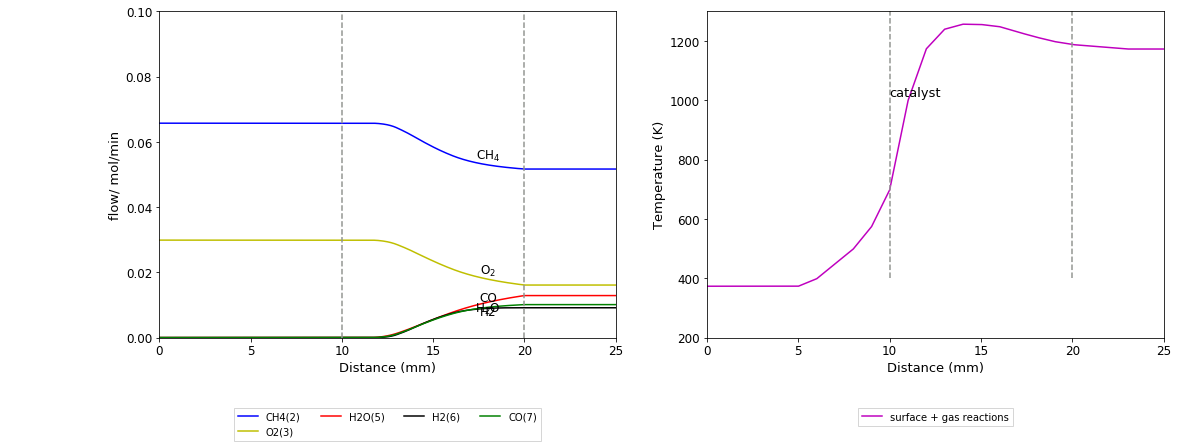 0.10
0.08
0.06
0.04
0.02
0.00
flow/ mol/min
CH4
O2
CO
H2O
H2
0 5 10 15 20 25
Distance (mm)
CH4(2) H2O(5) H2(6) CO(7)
O2(3)
1200
1000
800
600
400
200
Temperature (K)
catalyst
0 5 10 15 20 25
Distance (mm)
surface + gas reactions